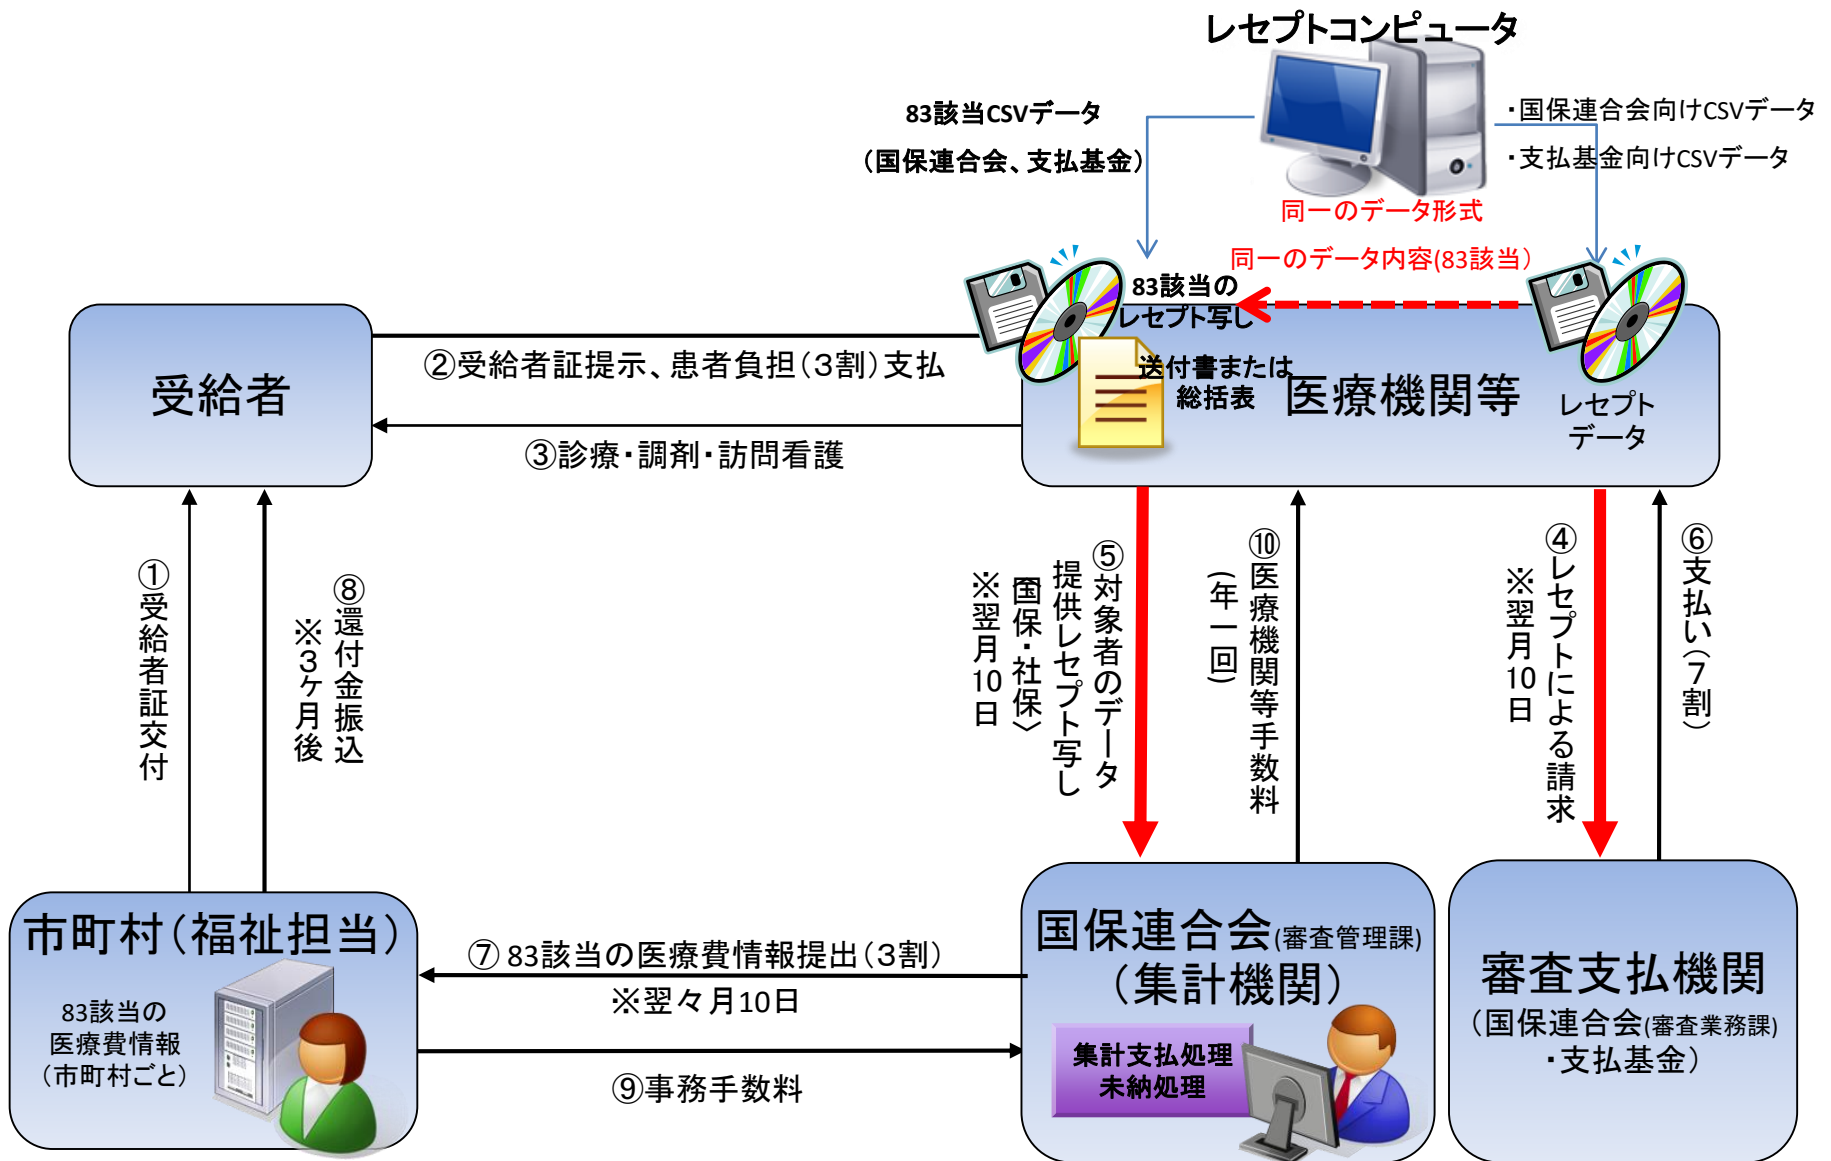 レセプトコンピュータ
83該当CSVデータ
（国保連合会、支払基金）
・国保連合会向けCSVデータ
・支払基金向けCSVデータ
同一のデータ形式
同一のデータ内容(83該当）
83該当の
レセプト写し
送付書または
総括表
医療機関等
レセプト
データ
受給者
②受給者証提示、患者負担（３割）支払
③診療・調剤・訪問看護
①受給者証交付
⑧還付金振込
※３ケ月後
⑤対象者のデータ
提供レセプト写し
〈国保・社保〉
※翌月10日
⑩医療機関等手数料
（年一回）
④レセプトによる請求
※翌月10日
⑥支払い（７割）
市町村（福祉担当）
83該当の
医療費情報
（市町村ごと）
⑦83該当の医療費情報提出（３割）
※翌々月10日
⑨事務手数料
国保連合会(審査管理課)
（集計機関）
集計支払処理
未納処理
審査支払機関
（国保連合会(審査業務課)
・支払基金）